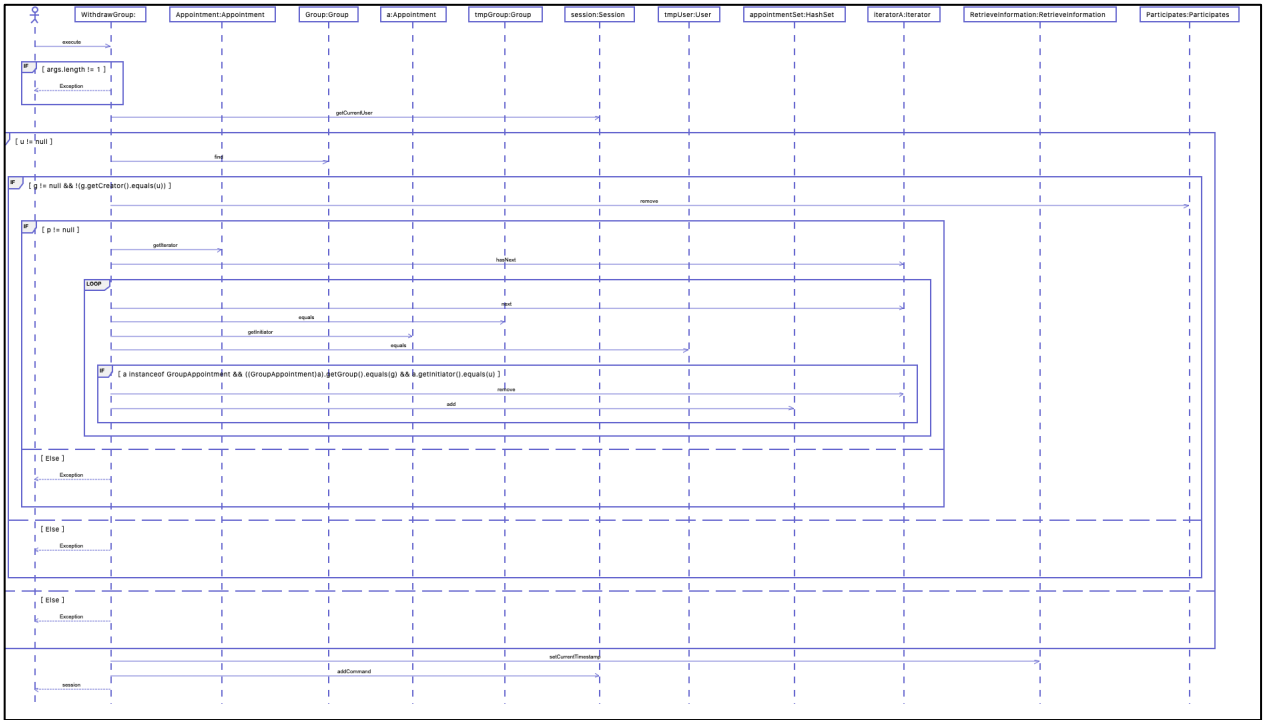 WithdrawGroup: Appointment:Appointment Group:Group a:Appointment tmpGroup:Group session:Session tmpUser:User appointmentSet:HashSet iteratorA:Iterator RetrieveInformation:RetrieveInformation Participates:Participates
execute
IF [ args.length != 1 ]
Exception
getCurrentUser
[ u != null ]
find
IF [ g != null && !(g.getCreator().equals(u)) ]
remove
IF [ p != null ]
getIterator
hasNext
LOOP
next
equals
getInitiator
equals
IF [ a instanceof GroupAppointment && ((GroupAppointment)a).getGroup().equals(g) && a.getInitiator().equals(u) ]
remove
add
[ Else ]
Exception
[ Else ]
Exception
[ Else ]
Exception
setCurrentTimestamp
addCommand
session